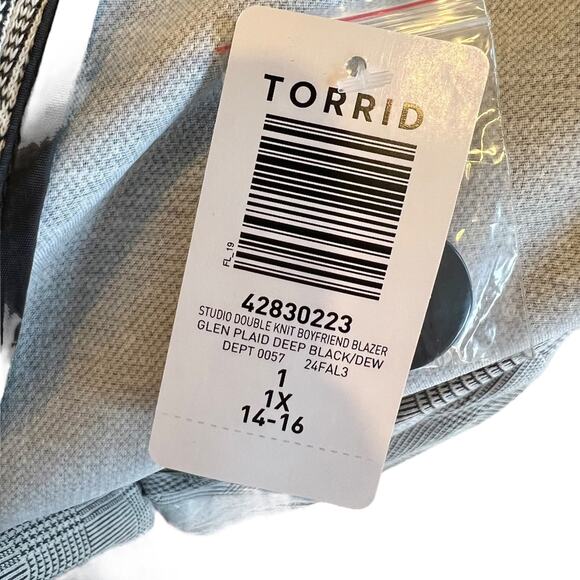 TORRID
FL_19
42830223
STUDIO DOUBLE KNIT BOYFRIEND BLAZER
GLEN PLAID DEEP BLACK/DEW
DEPT 0057 24FAL3
1
1X
14-16